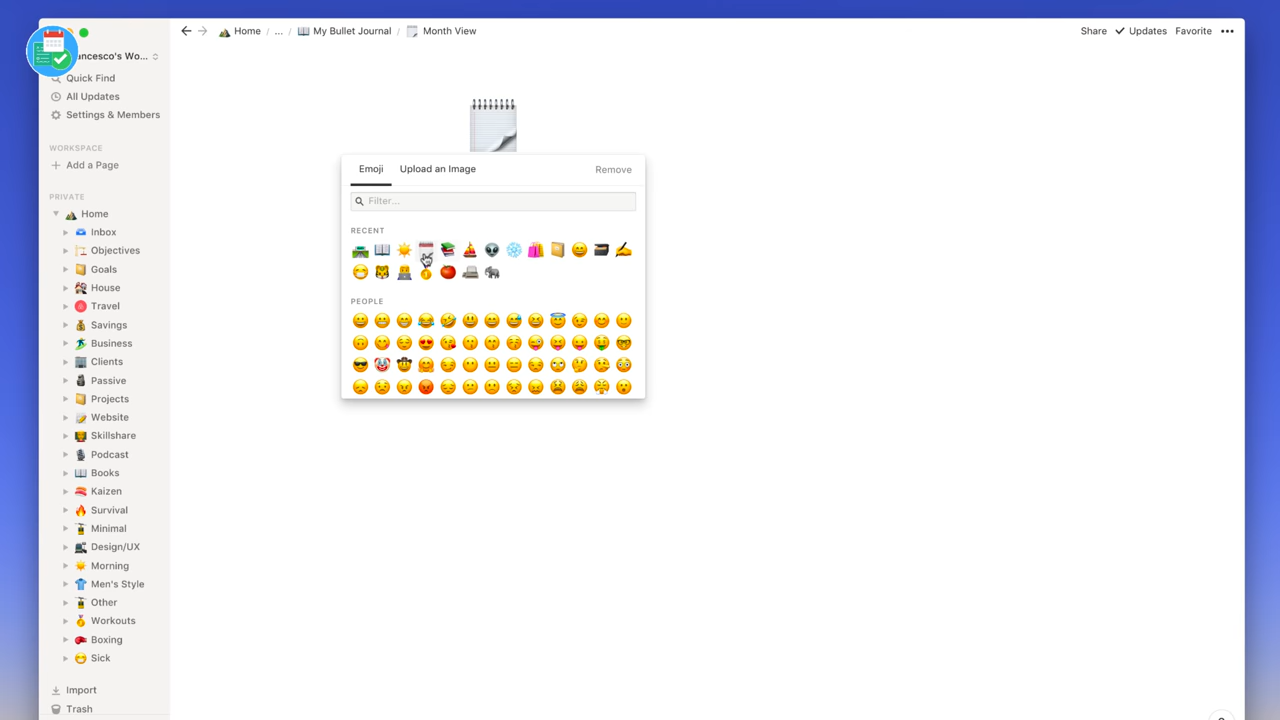 Home / ... / My Bullet Journal / Month View
Share Updates Favorite
ancesco's Wo...
Quick Find
All Updates
Settings & Members
WORKSPACE
Add a Page
PRIVATE
Home
Inbox
Objectives
Goals
House
Travel
Savings
Business
Clients
Passive
Projects
Website
Skillshare
Podcast
Books
Kaizen
Survival
Minimal
Design/UX
Morning
Men's Style
Other
Workouts
Boxing
Sick
Import
Trash
Emoji Upload an Image Remove
Filter...
RECENT
PEOPLE